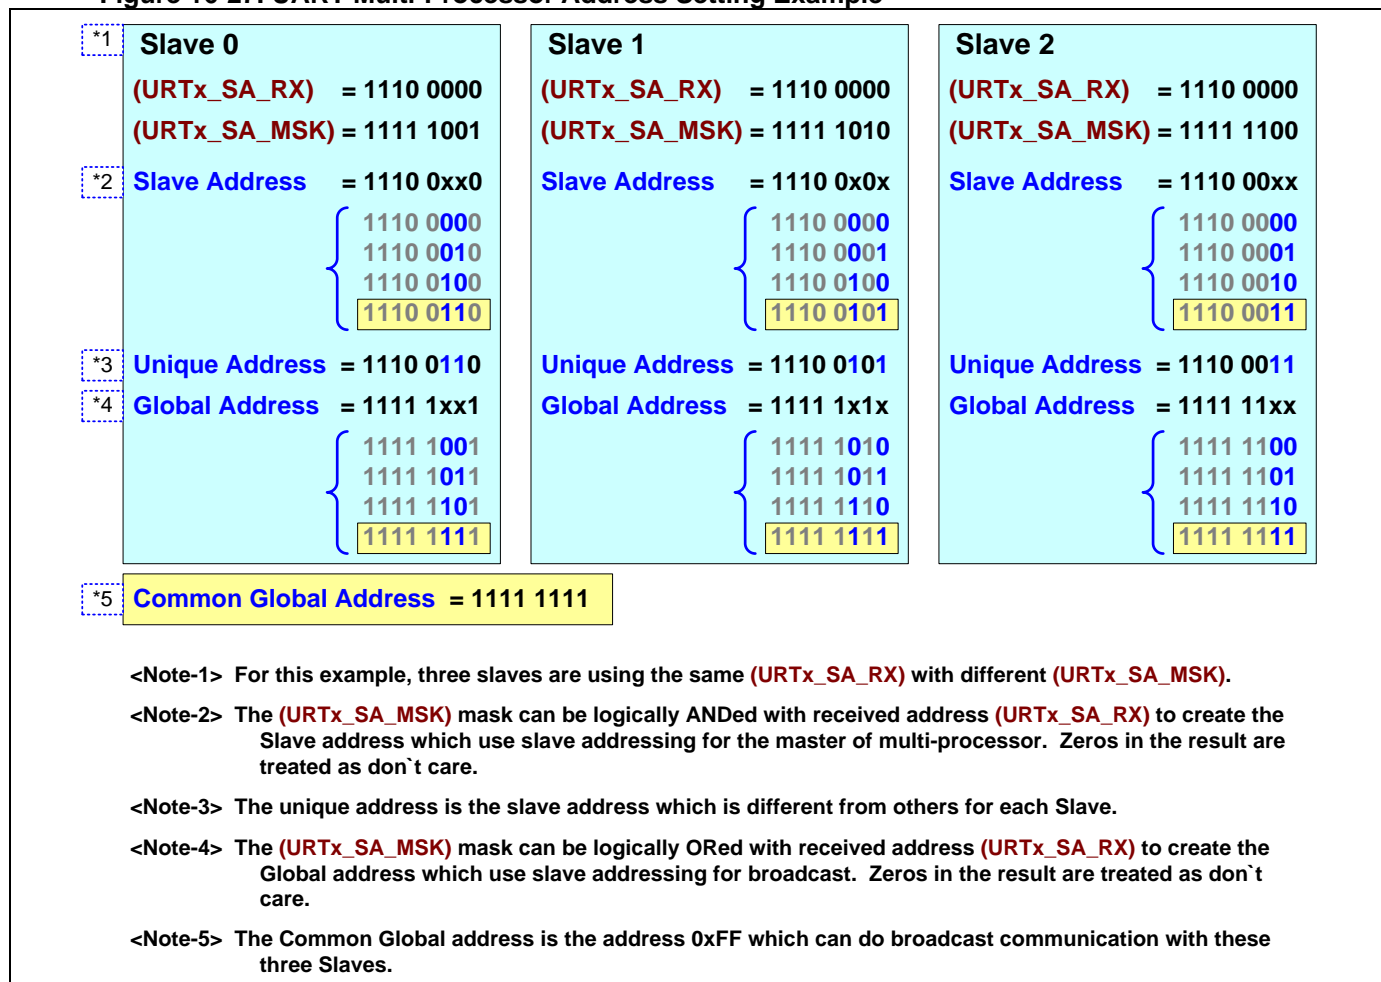 Figure 16-27. UART Multi-Processor Address Setting Example
*1
Slave 0
(URTx_SA_RX) = 1110 0000
(URTx_SA_MSK) = 1111 1001
*2
Slave Address = 1110 0xx0
1110 0000
1110 0010
1110 0100
1110 0110
*3
Unique Address = 1110 0110
*4
Global Address = 1111 1xx1
1111 1001
1111 1011
1111 1101
1111 1111
Slave 1
(URTx_SA_RX) = 1110 0000
(URTx_SA_MSK) = 1111 1010
Slave Address = 1110 0x0x
1110 0000
1110 0001
1110 0100
1110 0101
Unique Address = 1110 0101
Global Address = 1111 1x1x
1111 1010
1111 1011
1111 1110
1111 1111
Slave 2
(URTx_SA_RX) = 1110 0000
(URTx_SA_MSK) = 1111 1100
Slave Address = 1110 00xx
1110 0000
1110 0001
1110 0010
1110 0011
Unique Address = 1110 0011
Global Address = 1111 11xx
1111 1100
1111 1101
1111 1110
1111 1111
*5
Common Global Address = 1111 1111
<Note-1> For this example, three slaves are using the same (URTx_SA_RX) with different (URTx_SA_MSK).
<Note-2> The (URTx_SA_MSK) mask can be logically ANDed with received address (URTx_SA_RX) to create the
Slave address which use slave addressing for the master of multi-processor. Zeros in the result are
treated as don`t care.
<Note-3> The unique address is the slave address which is different from others for each Slave.
<Note-4> The (URTx_SA_MSK) mask can be logically ORed with received address (URTx_SA_RX) to create the
Global address which use slave addressing for broadcast. Zeros in the result are treated as don`t
care.
<Note-5> The Common Global address is the address 0xFF which can do broadcast communication with these
three Slaves.